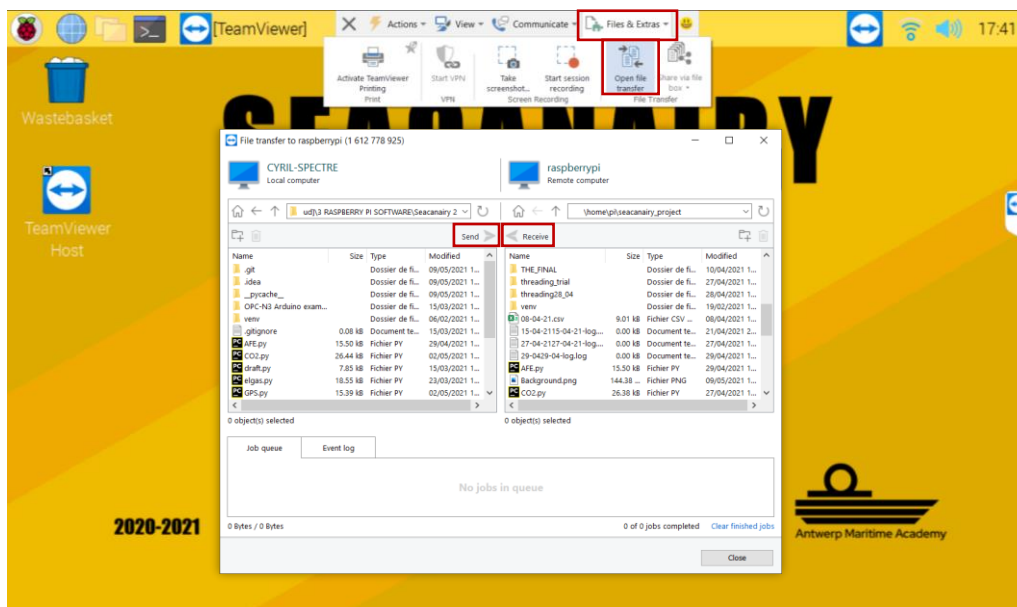 [TeamViewer]
Actions
View
Communicate
Files & Extras
17:41
Activate TeamViewer Printing
Start VPN
Take screenshot...
Start session recording
Open file transfer
Share via file box
Print
VPN
Screen Recording
File Transfer
Wastebasket
SEACANAIRY
TeamViewer
Host
File transfer to raspberrypi (1 612 778 925)
CYRIL-SPECTRE
Local computer
raspberrypi
Remote computer
ud)\3 RASPBERRY PI SOFTWARE\Seacanairy 2
\home\pi\seacanairy_project
Send
Receive
Name Size Type Modified
.git Dossier de fi... 09/05/2021 1...
.idea Dossier de fi... 09/05/2021 1...
__pycache__ Dossier de fi... 09/05/2021 1...
OPC-N3 Arduino exam... Dossier de fi... 15/03/2021 1...
venv Dossier de fi... 06/02/2021 1...
.gitignore 0.08 kB Document te... 15/03/2021 1...
AFE.py 15.50 kB Fichier PY 29/04/2021 1...
CO2.py 26.44 kB Fichier PY 02/05/2021 1...
draft.py 7.85 kB Fichier PY 15/03/2021 1...
elgas.py 18.55 kB Fichier PY 23/03/2021 1...
GPS.py 15.39 kB Fichier PY 02/05/2021 1...
Name Size Type Modified
THE_FINAL Dossier de fi... 10/04/2021 1...
threading_trial Dossier de fi... 27/04/2021 1...
threading28_04 Dossier de fi... 28/04/2021 1...
venv Dossier de fi... 19/02/2021 1...
08-04-21.csv 9.01 kB Fichier CSV ... 08/04/2021 1...
15-04-2115-04-21-log.... 0.00 kB Document te... 21/04/2021 2...
27-04-2127-04-21-log.... 0.00 kB Document te... 27/04/2021 1...
29-0429-04-log.log 0.00 kB Document te... 29/04/2021 1...
AFE.py 15.50 kB Fichier PY 29/04/2021 1...
Background.png 144.38 ... Fichier PNG 09/05/2021 1...
CO2.py 26.38 kB Fichier PY 27/04/2021 1...
0 object(s) selected
0 object(s) selected
Job queue
Event log
No jobs in queue
0 Bytes / 0 Bytes
0 of 0 jobs completed
Clear finished jobs
Close
2020-2021
Antwerp Maritime Academy